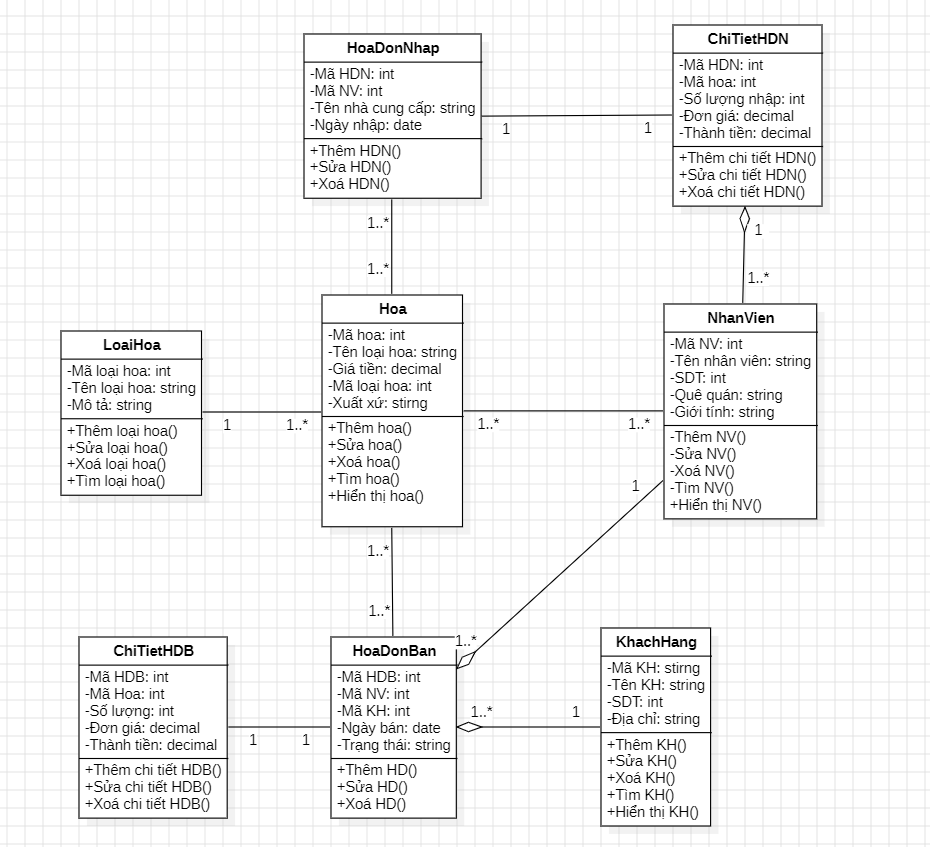 HoaDonNhap
-Mã HDN: int
-Mã NV: int
-Tên nhà cung cấp: string
-Ngày nhập: date
+Thêm HDN()
+Sửa HDN()
+Xoá HDN()
ChiTietHDN
-Mã HDN: int
-Mã hoa: int
-Số lượng nhập: int
-Đơn giá: decimal
-Thành tiền: decimal
+Thêm chi tiết HDN()
+Sửa chi tiết HDN()
+Xoá chi tiết HDN()
1
1
1..*
1..*
1
1..*
LoaiHoa
-Mã loại hoa: int
-Tên loại hoa: string
-Mô tả: string
+Thêm loại hoa()
+Sửa loại hoa()
+Xoá loại hoa()
+Tìm loại hoa()
1
1..*
Hoa
-Mã hoa: int
-Tên loại hoa: string
-Giá tiền: decimal
-Mã loại hoa: int
-Xuất xứ: stirng
+Thêm hoa()
+Sửa hoa()
+Xoá hoa()
+Tìm hoa()
+Hiển thị hoa()
1..*
1..*
NhanVien
-Mã NV: int
-Tên nhân viên: string
-SDT: int
-Quê quán: string
-Giới tính: string
-Thêm NV()
-Sửa NV()
-Xoá NV()
-Tìm NV()
+Hiển thị NV()
1
1..*
1..*
1..*
ChiTietHDB
-Mã HDB: int
-Mã Hoa: int
-Số lượng: int
-Đơn giá: decimal
-Thành tiền: decimal
+Thêm chi tiết HDB()
+Sửa chi tiết HDB()
+Xoá chi tiết HDB()
1
1
HoaDonBan
-Mã HDB: int
-Mã NV: int
-Mã KH: int
-Ngày bán: date
-Trạng thái: string
+Thêm HD()
+Sửa HD()
+Xoá HD()
1..*
1
KhachHang
-Mã KH: stirng
-Tên KH: string
-SDT: int
-Địa chỉ: string
+Thêm KH()
+Sửa KH()
+Xoá KH()
+Tìm KH()
+Hiển thị KH()